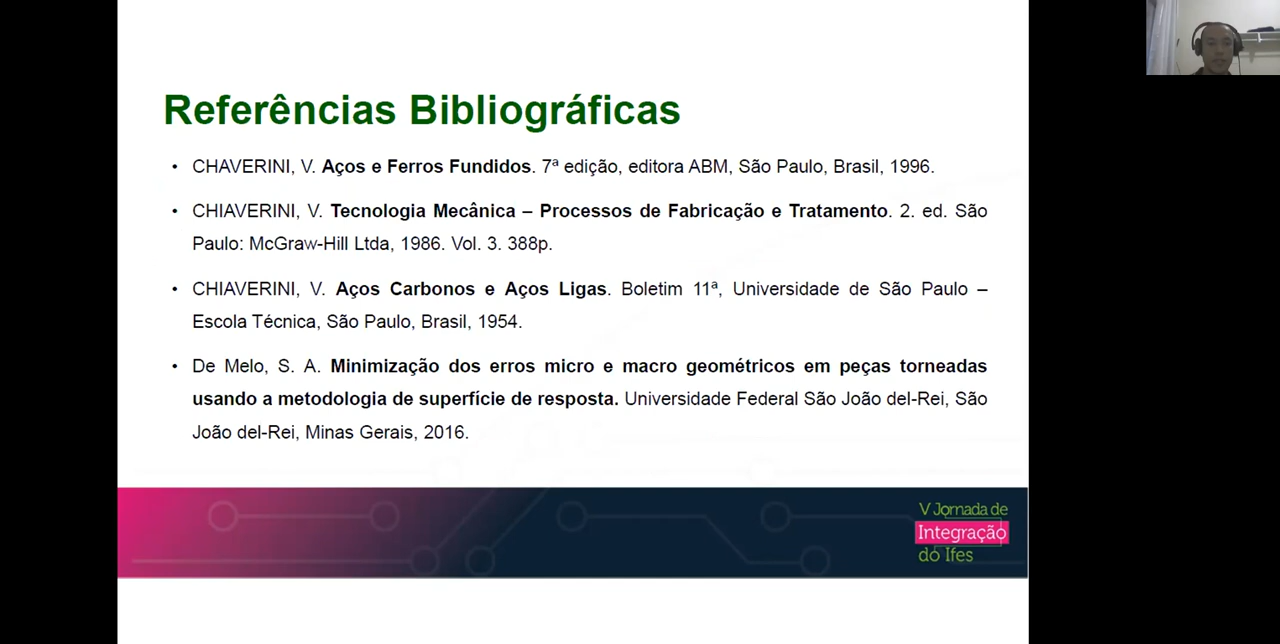 Referências Bibliográficas
• CHAVERINI, V. Aços e Ferros Fundidos. 7ª edição, editora ABM, São Paulo, Brasil, 1996.
• CHIAVERINI, V. Tecnologia Mecânica – Processos de Fabricação e Tratamento. 2. ed. São
Paulo: McGraw-Hill Ltda, 1986. Vol. 3. 388p.
• CHIAVERINI, V. Aços Carbonos e Aços Ligas. Boletim 11ª, Universidade de São Paulo –
Escola Técnica, São Paulo, Brasil, 1954.
• De Melo, S. A. Minimização dos erros micro e macro geométricos em peças torneadas
usando a metodologia de superfície de resposta. Universidade Federal São João del-Rei, São
João del-Rei, Minas Gerais, 2016.
V Jornada de
Integração
do Ifes